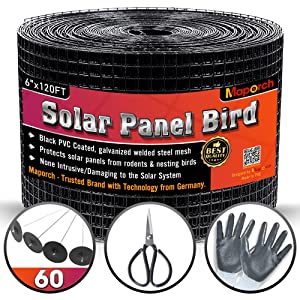 6"x120FT
Maporch
Solar Panel Bird
Black PVC Coated, galvanized welded steel mesh
Protects solar panels from rodents & nesting birds
None Intrusive/Damaging to the Solar System
Maporch - Trusted Brand with Technology from Germany.
BEST
60